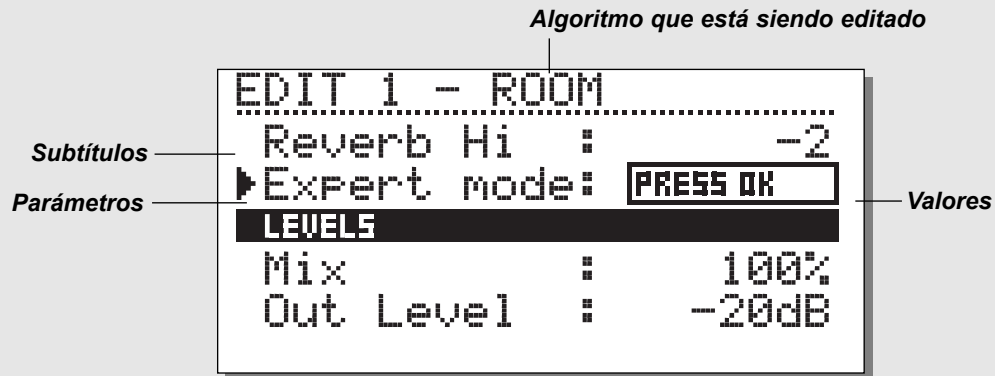 Algoritmo que está siendo editado
EDIT 1 - ROOM
Subtítulos
Reverb Hi : -2
Parámetros
Expert mode: PRESS OK
Valores
LEVELS
Mix : 100%
Out Level : -20dB